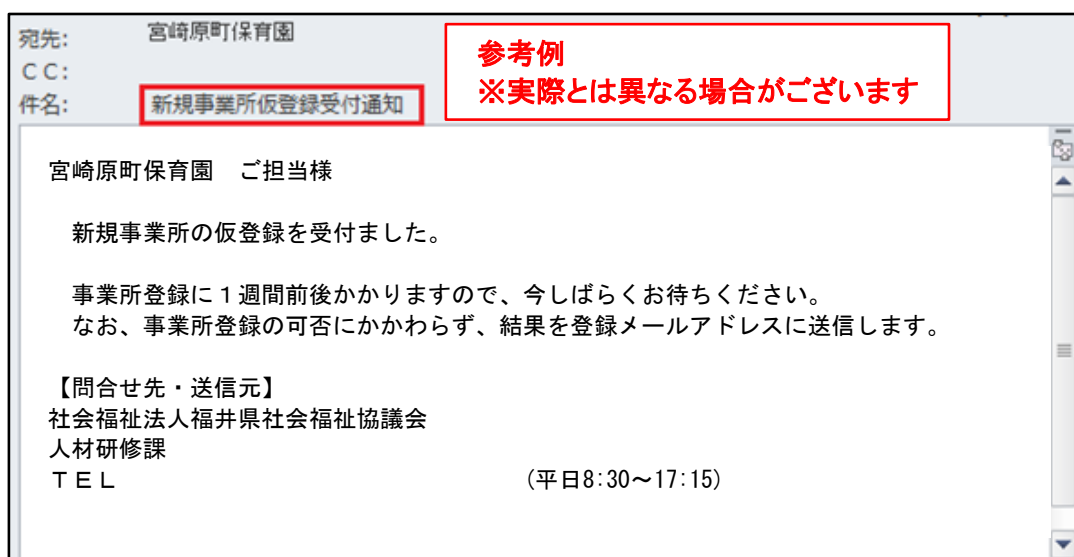 宛先: 宮崎原町保育園
CC:
件名: 新規事業所仮登録受付通知
参考例
※実際とは異なる場合がございます
宮崎原町保育園 ご担当様
新規事業所の仮登録を受付ました。
事業所登録に1週間前後かかりますので、今しばらくお待ちください。
なお、事業所登録の可否にかかわらず、結果を登録メールアドレスに送信します。
【問合せ先・送信元】
社会福祉法人福井県社会福祉協議会
人材研修課
TEL (平日8:30～17:15)